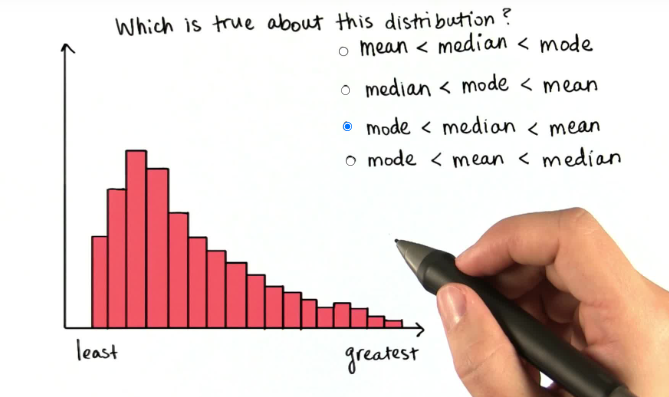 Which is true about this distribution?
mean < median < mode
median < mode < mean
mode < median < mean
mode < mean < median
least
greatest